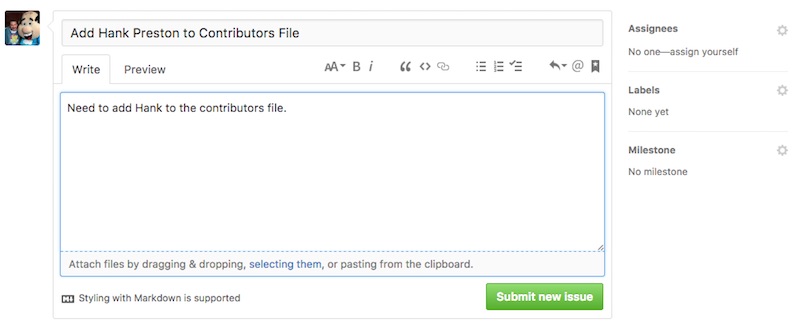 Add Hank Preston to Contributors File
Write Preview AA B i
Need to add Hank to the contributors file.
Attach files by dragging & dropping, selecting them, or pasting from the clipboard.
Styling with Markdown is supported
Submit new issue
Assignees
No one—assign yourself
Labels
None yet
Milestone
No milestone